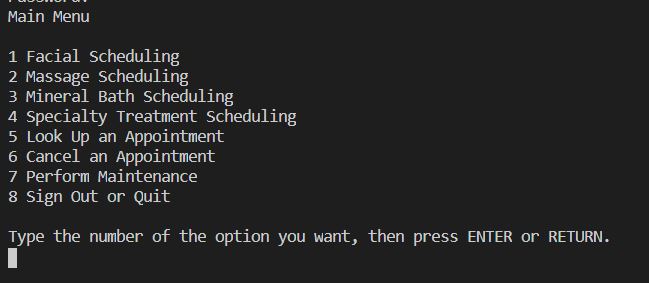 Main Menu
1 Facial Scheduling
2 Massage Scheduling
3 Mineral Bath Scheduling
4 Specialty Treatment Scheduling
5 Look Up an Appointment
6 Cancel an Appointment
7 Perform Maintenance
8 Sign Out or Quit
Type the number of the option you want, then press ENTER or RETURN.